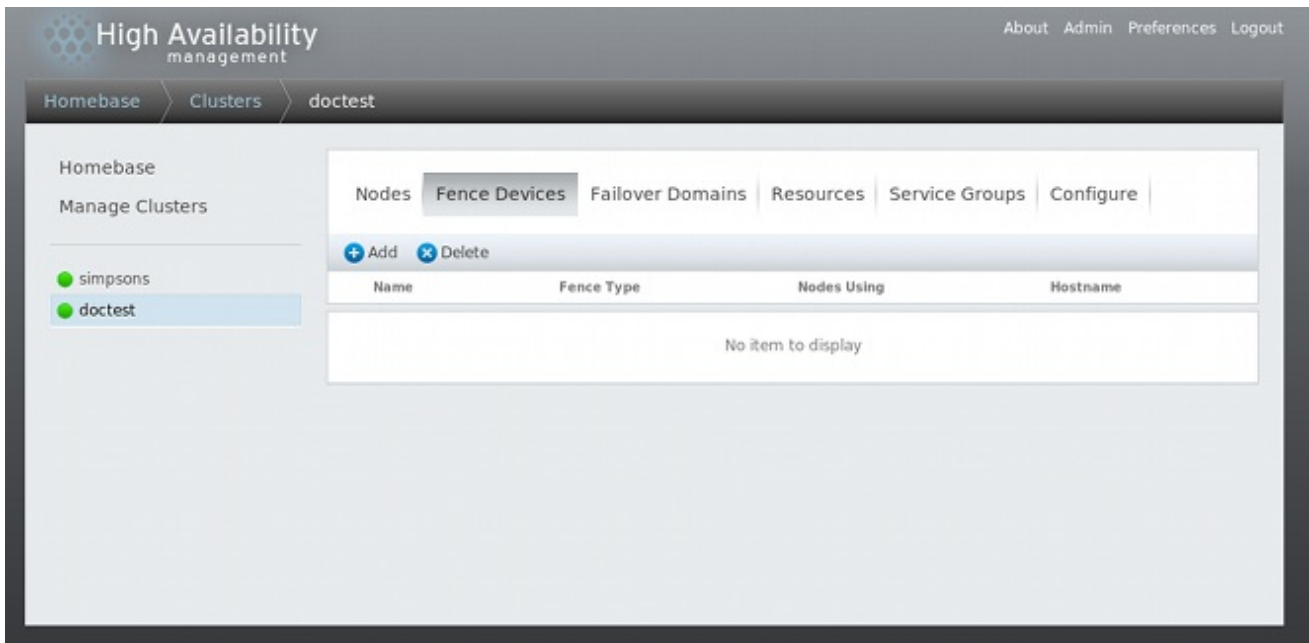 High Availability
management
About Admin Preferences Logout
Homebase Clusters doctest
Homebase
Manage Clusters
simpsons
doctest
Nodes Fence Devices Failover Domains Resources Service Groups Configure
Add Delete
Name Fence Type Nodes Using Hostname
No item to display